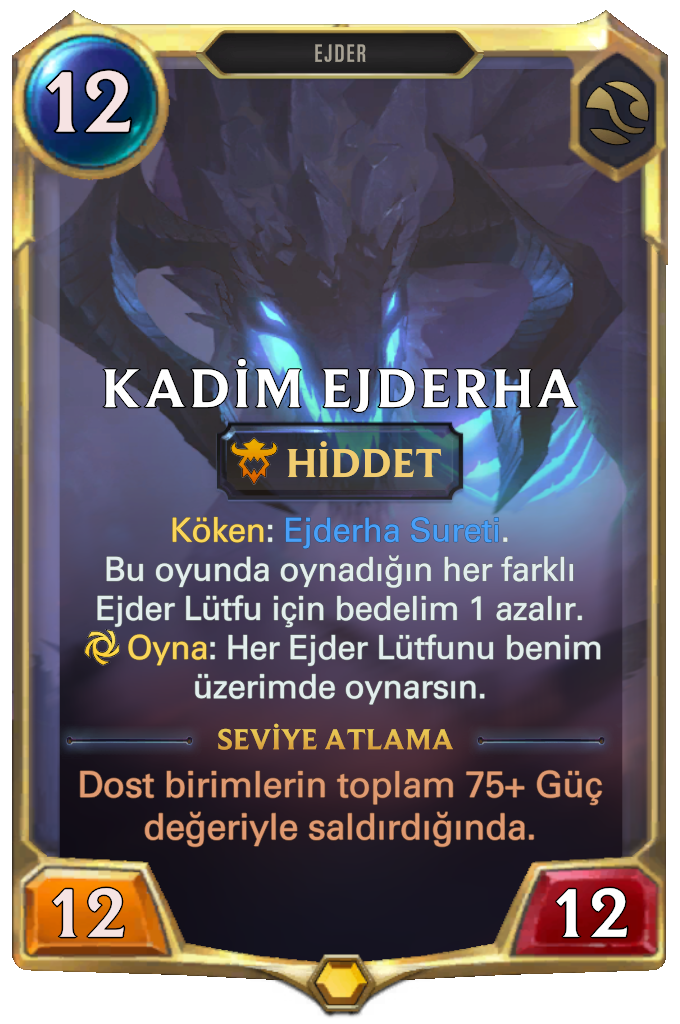 EJDER
12
KADİM EJDERHA
HİDDET
Köken: Ejderha Sureti.
Bu oyunda oynadığın her farklı
Ejder Lütfu için bedelim 1 azalır.
Oyna: Her Ejder Lütfunu benim
üzerimde oynarsın.
SEVİYE ATLAMA
Dost birimlerin toplam 75+ Güç
değeriyle saldırdığında.
12 12